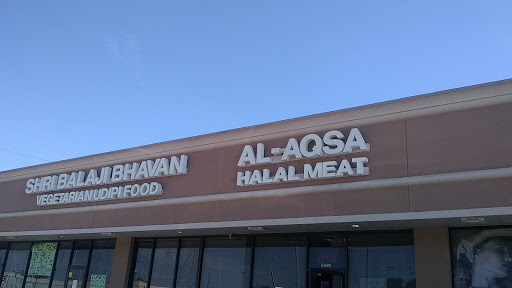 SHRI BALAJI BHAVAN
VEGETARIAN UDIPI FOOD
AL-AQSA
HALAL MEAT